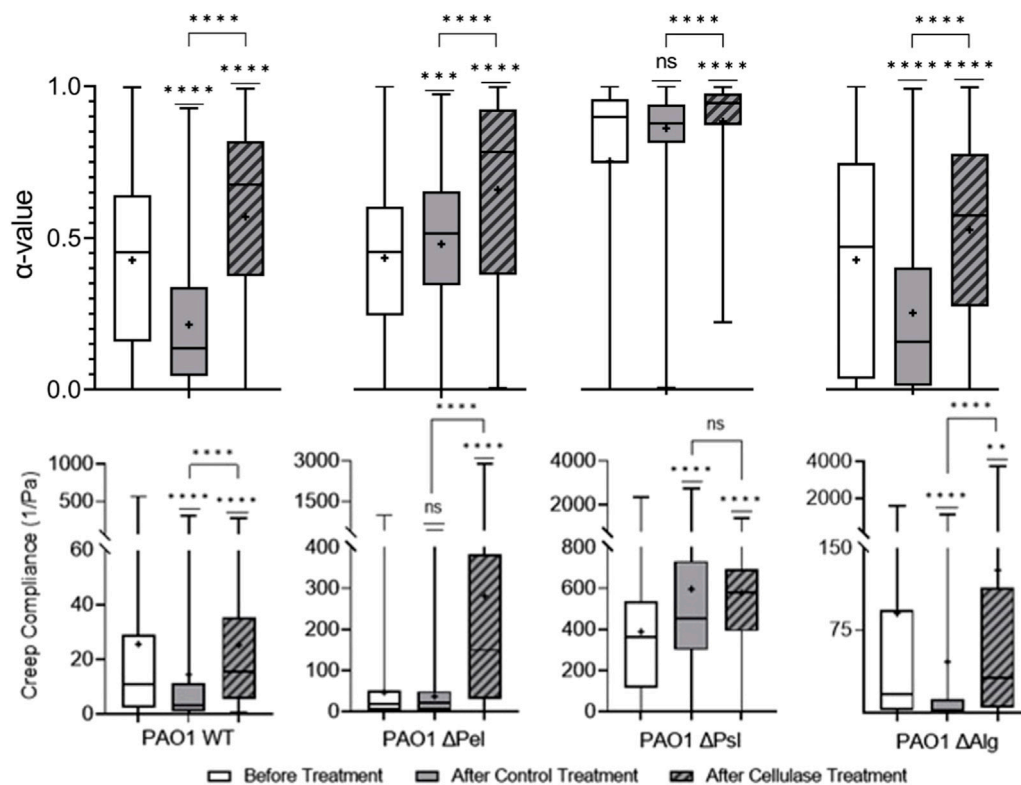 **** **** **** ****
**** **** *** **** ns **** **** ****
1.0
0.5
0.0
α-value
**** **** ns ****
1000 3000 4000 4000
500 1500 2000 2000
**** **** ns **** **** **** **** **
60 400 800 150
40 300 600
20 200 400 75
100 200
0 0 0
Creep Compliance (1/Pa)
PAO1 WT PAO1 ΔPel PAO1 ΔPsl PAO1 ΔAlg
Before Treatment After Control Treatment After Cellulase Treatment